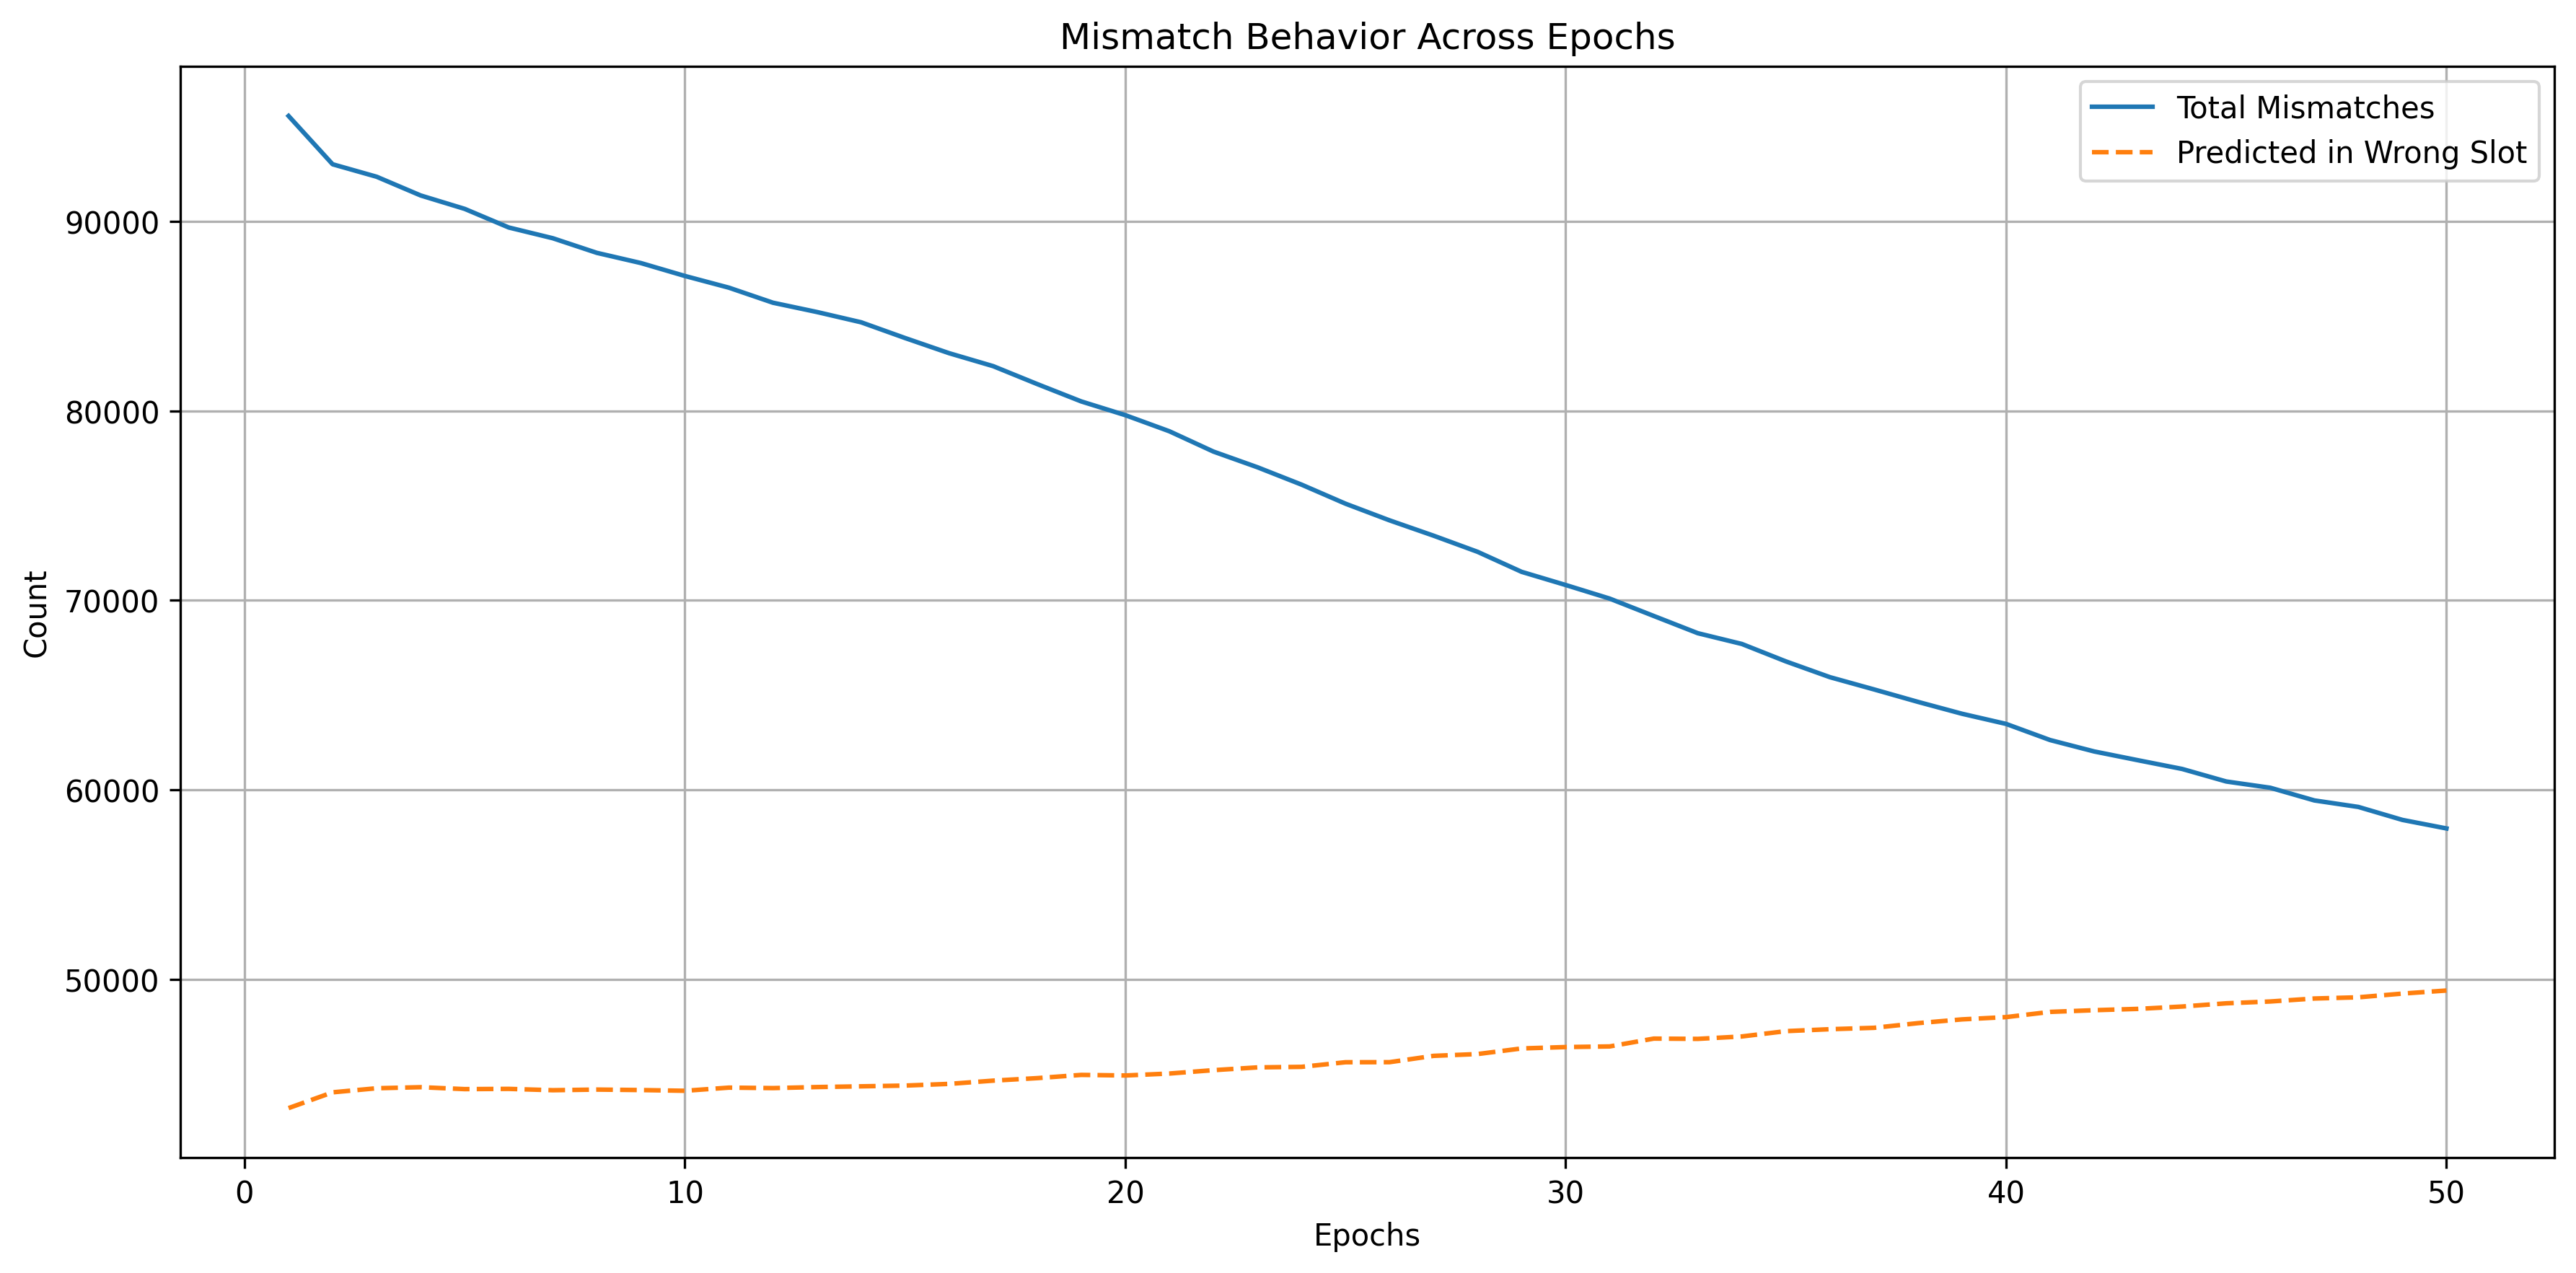 Mismatch Behavior Across Epochs
Total Mismatches
Predicted in Wrong Slot
90000
80000
70000
60000
50000
Count
0 10 20 30 40 50
Epochs